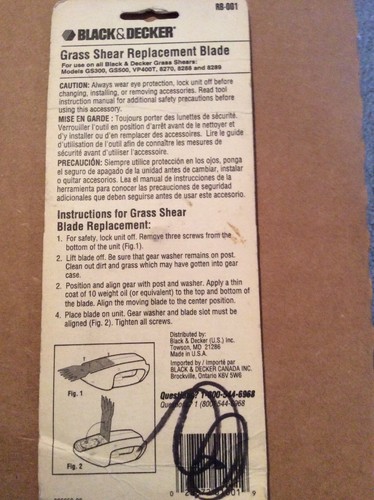 RB-001
BLACK&DECKER
Grass Shear Replacement Blade
For use on all Black & Decker Grass Shears:
Models GS300, GS500, VP400T, 8270, 8288 and 8289
CAUTION: Always wear eye protection, lock unit off before
changing, installing, or removing accessories. Read tool
instruction manual for additional safety precautions before
using this accessory.
MISE EN GARDE : Toujours porter des lunettes de sécurité.
Verrouiller l'outil en position d'arrêt avant de le nettoyer et
d'y installer ou d'en remplacer des accessoires. Lire le guide
d'utilisation de l'outil afin de connaître les mesures de
sécurité avant d'utiliser l'accessoire.
PRECAUCIÓN: Siempre utilice protección en los ojos, ponga
el seguro de apagado de la unidad antes de cambiar, instalar
o quitar accesorios. Lea el manual de instrucciones de la
herramienta para conocer las precauciones de seguridad
adicionales que deben seguirse antes de usar este accesorio.
Instructions for Grass Shear
Blade Replacement:
1. For safety, lock unit off. Remove three screws from the
bottom of the unit (Fig.1).
2. Lift blade off. Be sure that gear washer remains on post.
Clean out dirt and grass which may have gotten into gear
case.
2. Position and align gear with post and washer. Apply a thin
coat of 10 weight oil (or equivalent) to the top and bottom of
the blade. Align the moving blade to the center position.
4. Place blade on unit. Gear washer and blade slot must be
aligned (Fig. 2). Tighten all screws.
Distributed by:
Black & Decker (U.S.) Inc.
Towson, MD 21286
Made in U.S.A.
Imported by / Importé par
BLACK & DECKER CANADA INC.
Brockville, Ontario K6V 5W6
Fig. 1
Questions? 1-800-544-6968
Questions? 1 (800)-544-6968
Fig. 2